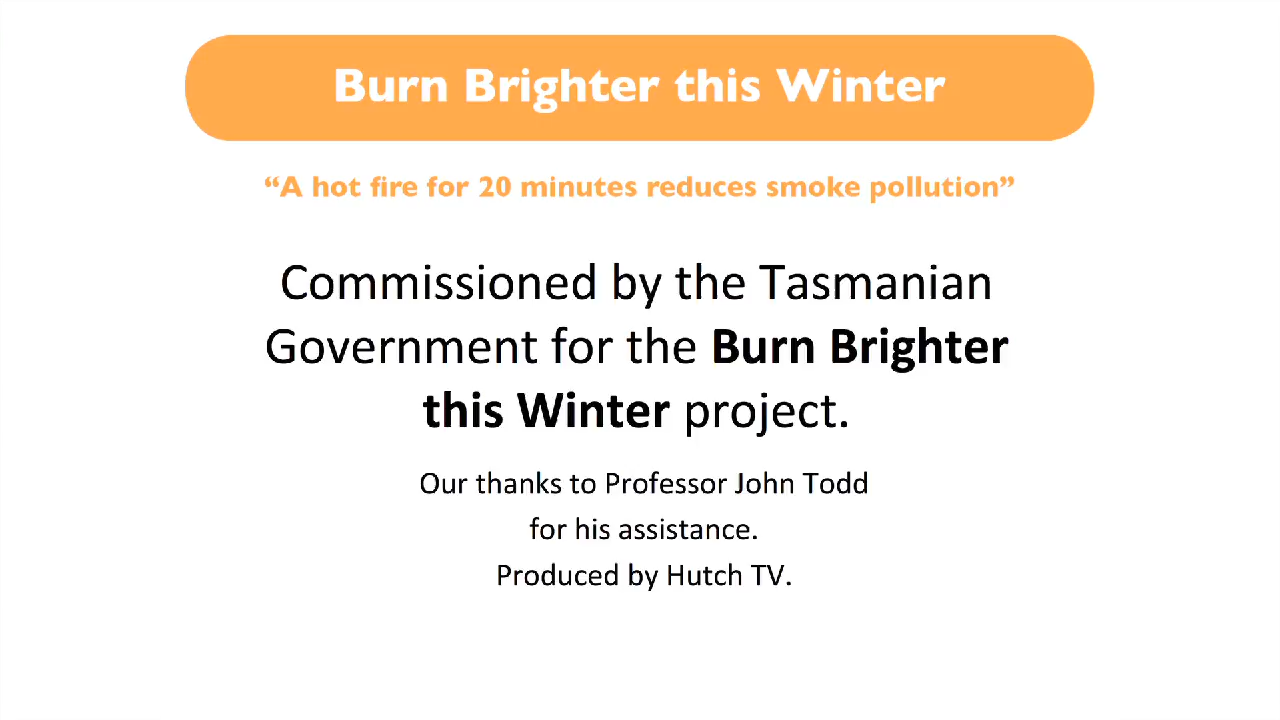 Burn Brighter this Winter
“A hot fire for 20 minutes reduces smoke pollution”
Commissioned by the Tasmanian
Government for the Burn Brighter
this Winter project.
Our thanks to Professor John Todd
for his assistance.
Produced by Hutch TV.